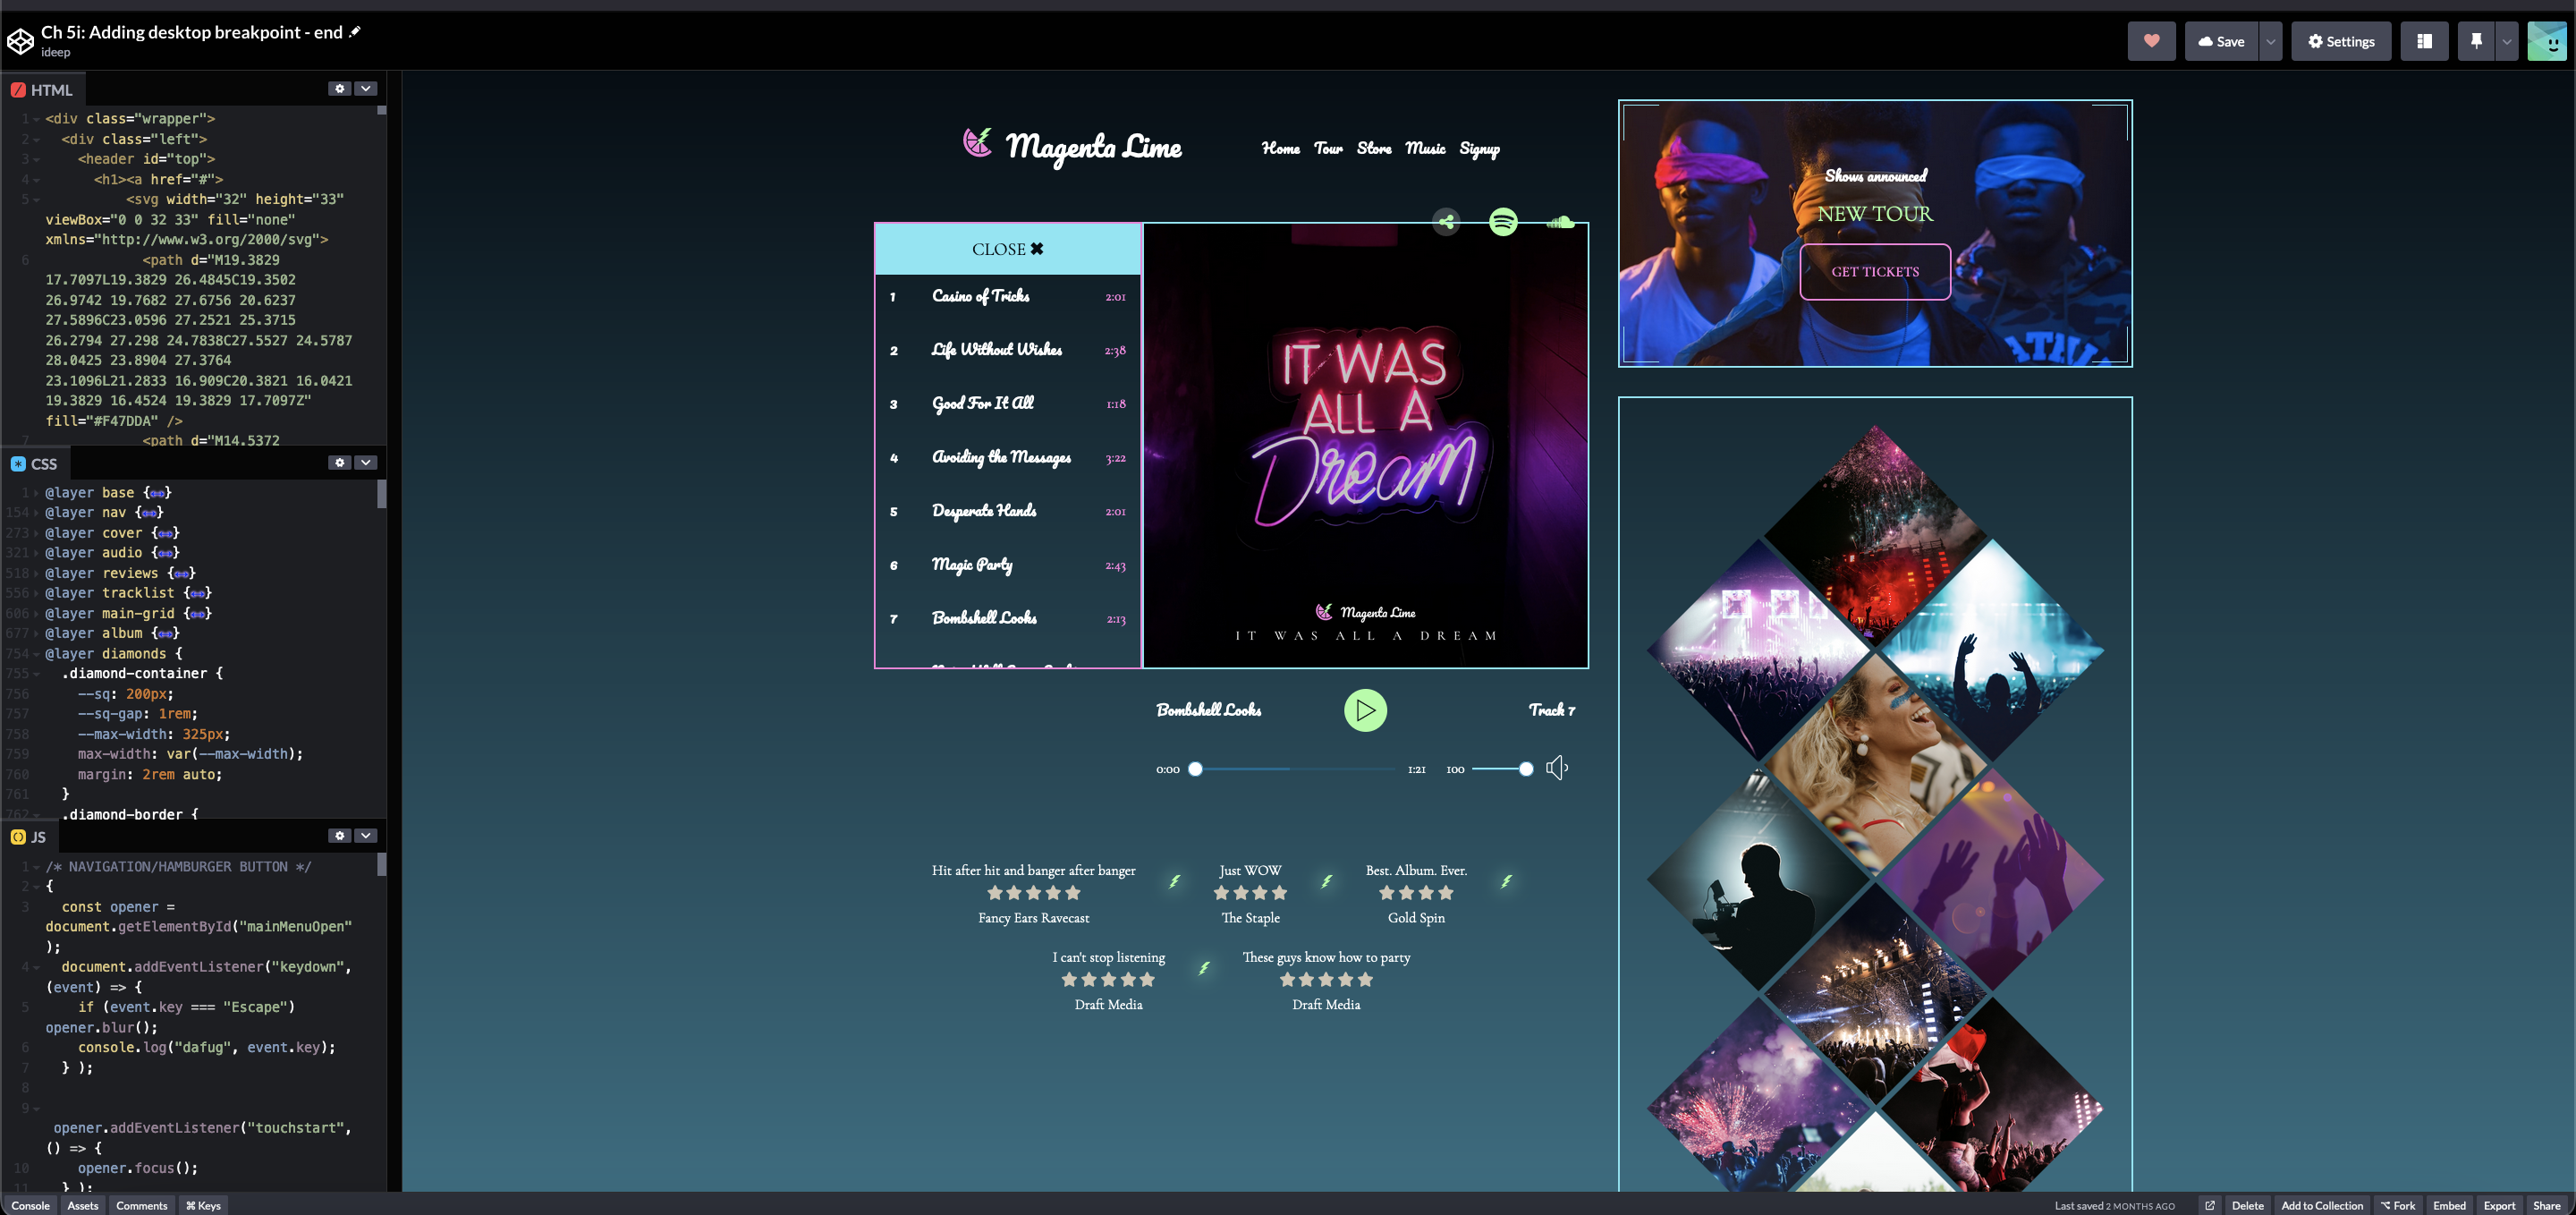 Ch 5i: Adding desktop breakpoint - end
ideep
Save
Settings
HTML
1 <div class="wrapper">
2 <div class="left">
3 <header id="top">
4 <h1><a href="#">
5 <svg width="32" height="33"
viewBox="0 0 32 33" fill="none"
xmlns="http://www.w3.org/2000/svg">
6 <path d="M19.3829
17.7097L19.3829 26.4845C19.3502
26.9742 19.7682 27.6756 20.6237
27.5896C23.0596 27.2521 25.3715
26.2794 27.298 24.7838C27.5527 24.5787
28.0425 23.8904 27.3764
23.1096L21.2833 16.909C20.3821 16.0421
19.3829 16.4524 19.3829 17.7097Z"
fill="#F47DDA" />
7 <path d="M14.5372
CSS
1 @layer base {
154 @layer nav {
273 @layer cover {
321 @layer audio {
518 @layer reviews {
556 @layer tracklist {
606 @layer main-grid {
677 @layer album {
754 @layer diamonds {
755 .diamond-container {
756 --sq: 200px;
757 --sq-gap: 1rem;
758 --max-width: 325px;
759 max-width: var(--max-width);
760 margin: 2rem auto;
761 }
762 .diamond-border {
JS
1 /* NAVIGATION/HAMBURGER BUTTON */
2 {
3 const opener =
document.getElementById("mainMenuOpen"
);
4 document.addEventListener("keydown",
(event) => {
5 if (event.key === "Escape")
opener.blur();
6 console.log("dafug", event.key);
7 } );
8
9
opener.addEventListener("touchstart",
() => {
10 opener.focus();
11 } );
Magenta Lime
Home Tour Store Music Signup
CLOSE ✖
1 Casino of Tricks 2:01
2 Life Without Wishes 2:38
3 Good For It All 1:18
4 Avoiding the Messages 3:22
5 Desperate Hands 2:01
6 Magic Party 2:43
7 Bombshell Looks 2:13
IT WAS
ALL A
Dream
Magenta Lime
IT WAS ALL A DREAM
Bombshell Looks
Track 7
0:00 1:21 100
Hit after hit and banger after banger
Fancy Ears Ravecast
Just WOW
The Staple
Best. Album. Ever.
Gold Spin
I can't stop listening
Draft Media
These guys know how to party
Draft Media
Shows announced
NEW TOUR
GET TICKETS
Console Assets Comments ⌘ Keys
Last saved 2 MONTHS AGO
Delete Add to Collection Fork Embed Export Share